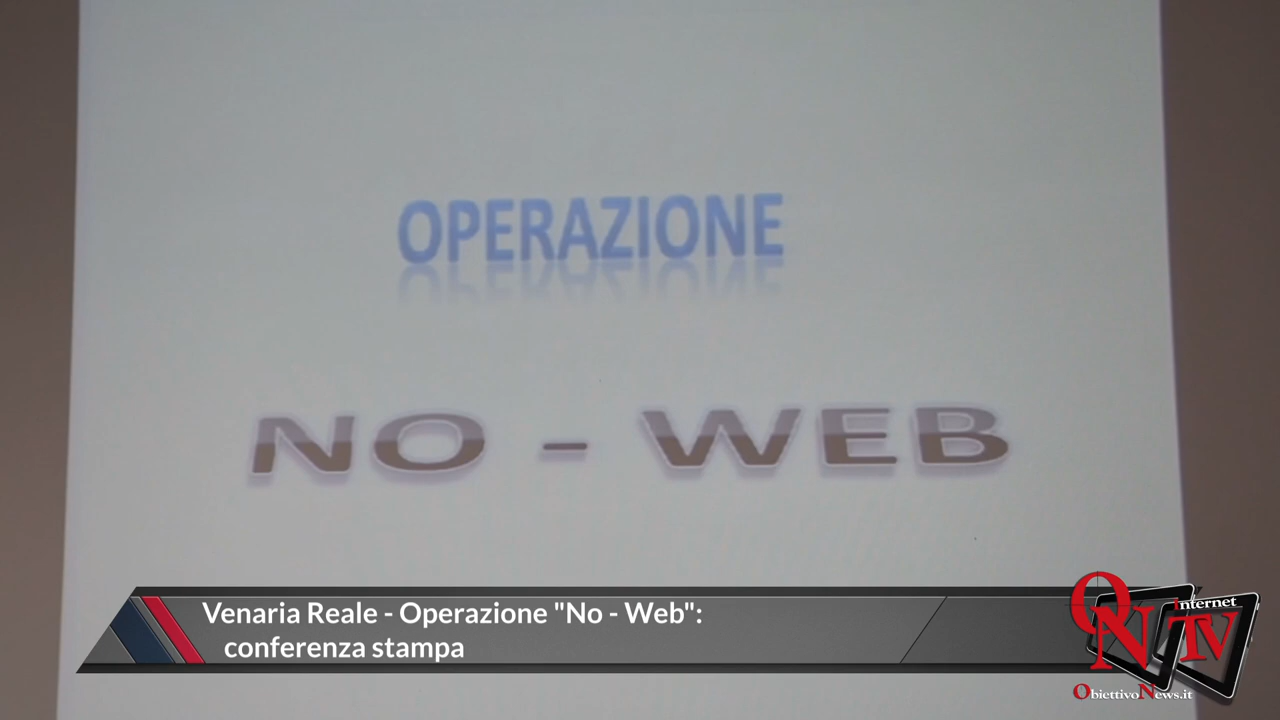 OPERAZIONE
NO - WEB
Venaria Reale - Operazione "No - Web":
conferenza stampa
ON
Internet
TV
ObiettivoNews.it